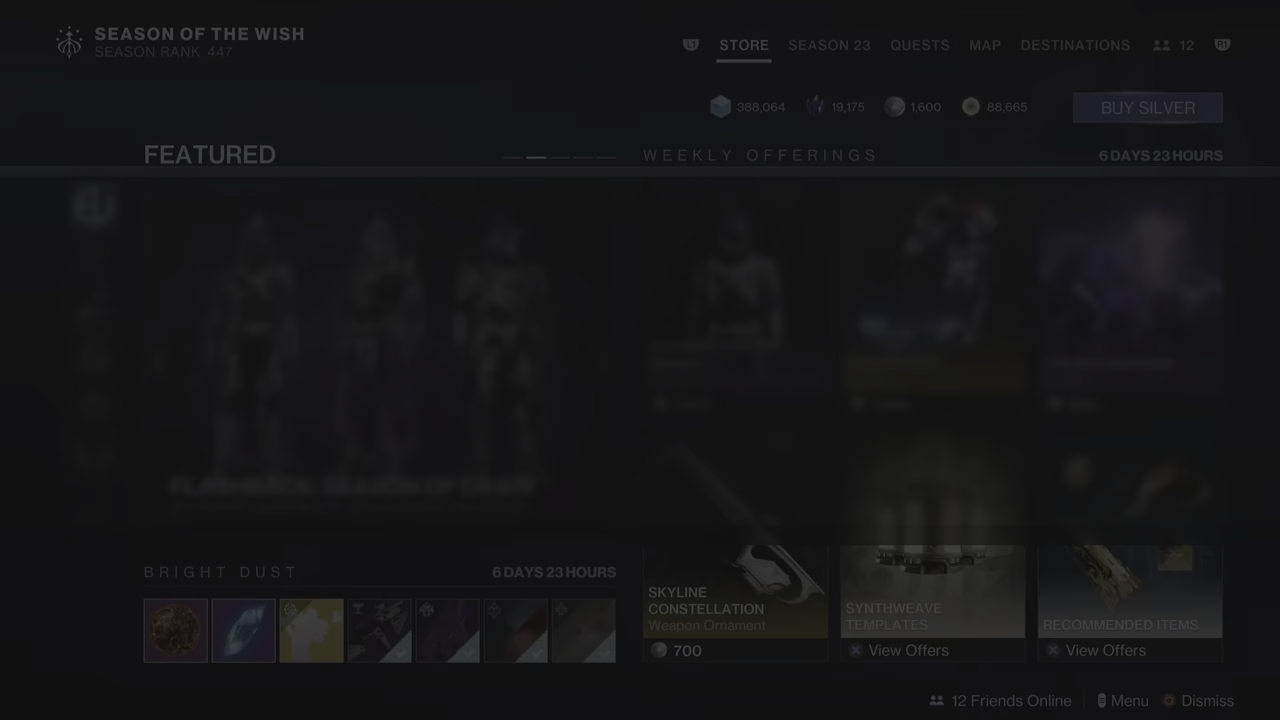 SEASON OF THE WISH
SEASON RANK 447
L1
STORE
SEASON 23
QUESTS
MAP
DESTINATIONS
12
R1
388,064
19,175
1,600
88,665
BUY SILVER
FEATURED
WEEKLY OFFERINGS
6 DAYS 23 HOURS
BRIGHT DUST
6 DAYS 23 HOURS
SKYLINE
CONSTELLATION
Weapon Ornament
700
SYNTHWEAVE
TEMPLATES
View Offers
RECOMMENDED ITEMS
View Offers
12 Friends Online
Menu
Dismiss